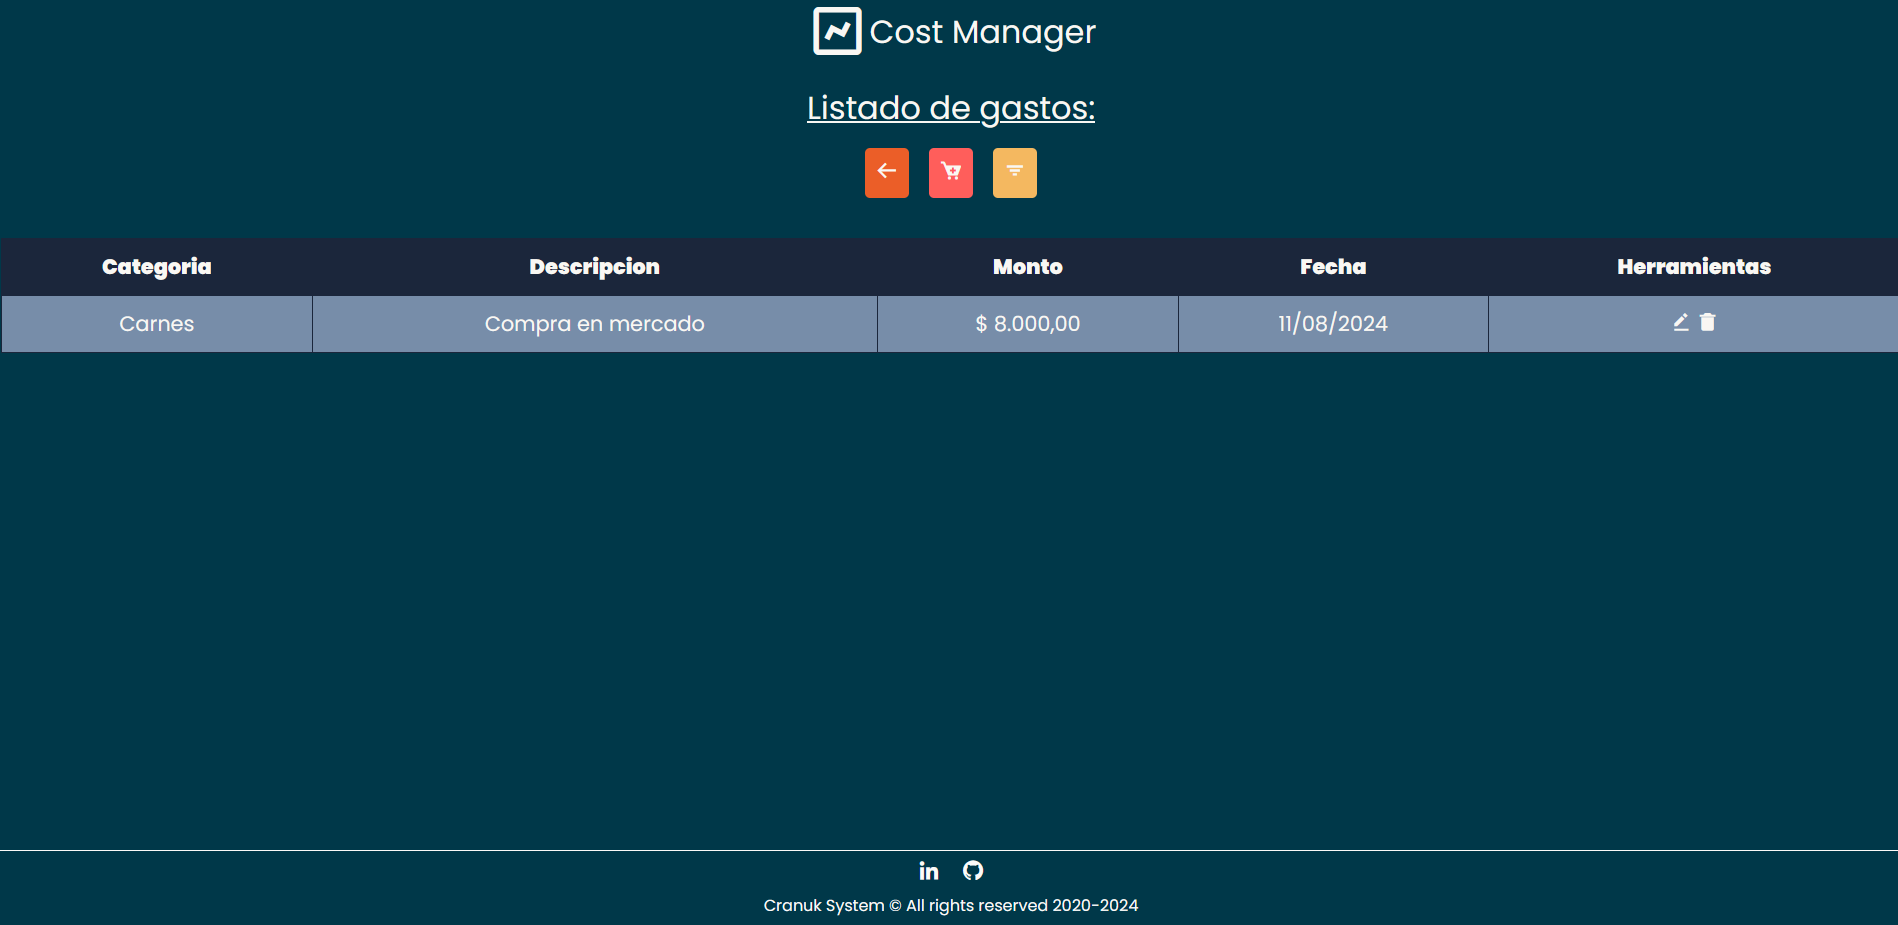 Cost Manager
Listado de gastos:
Categoria Descripcion Monto Fecha Herramientas
Carnes Compra en mercado $ 8.000,00 11/08/2024
in
Cranuk System © All rights reserved 2020-2024